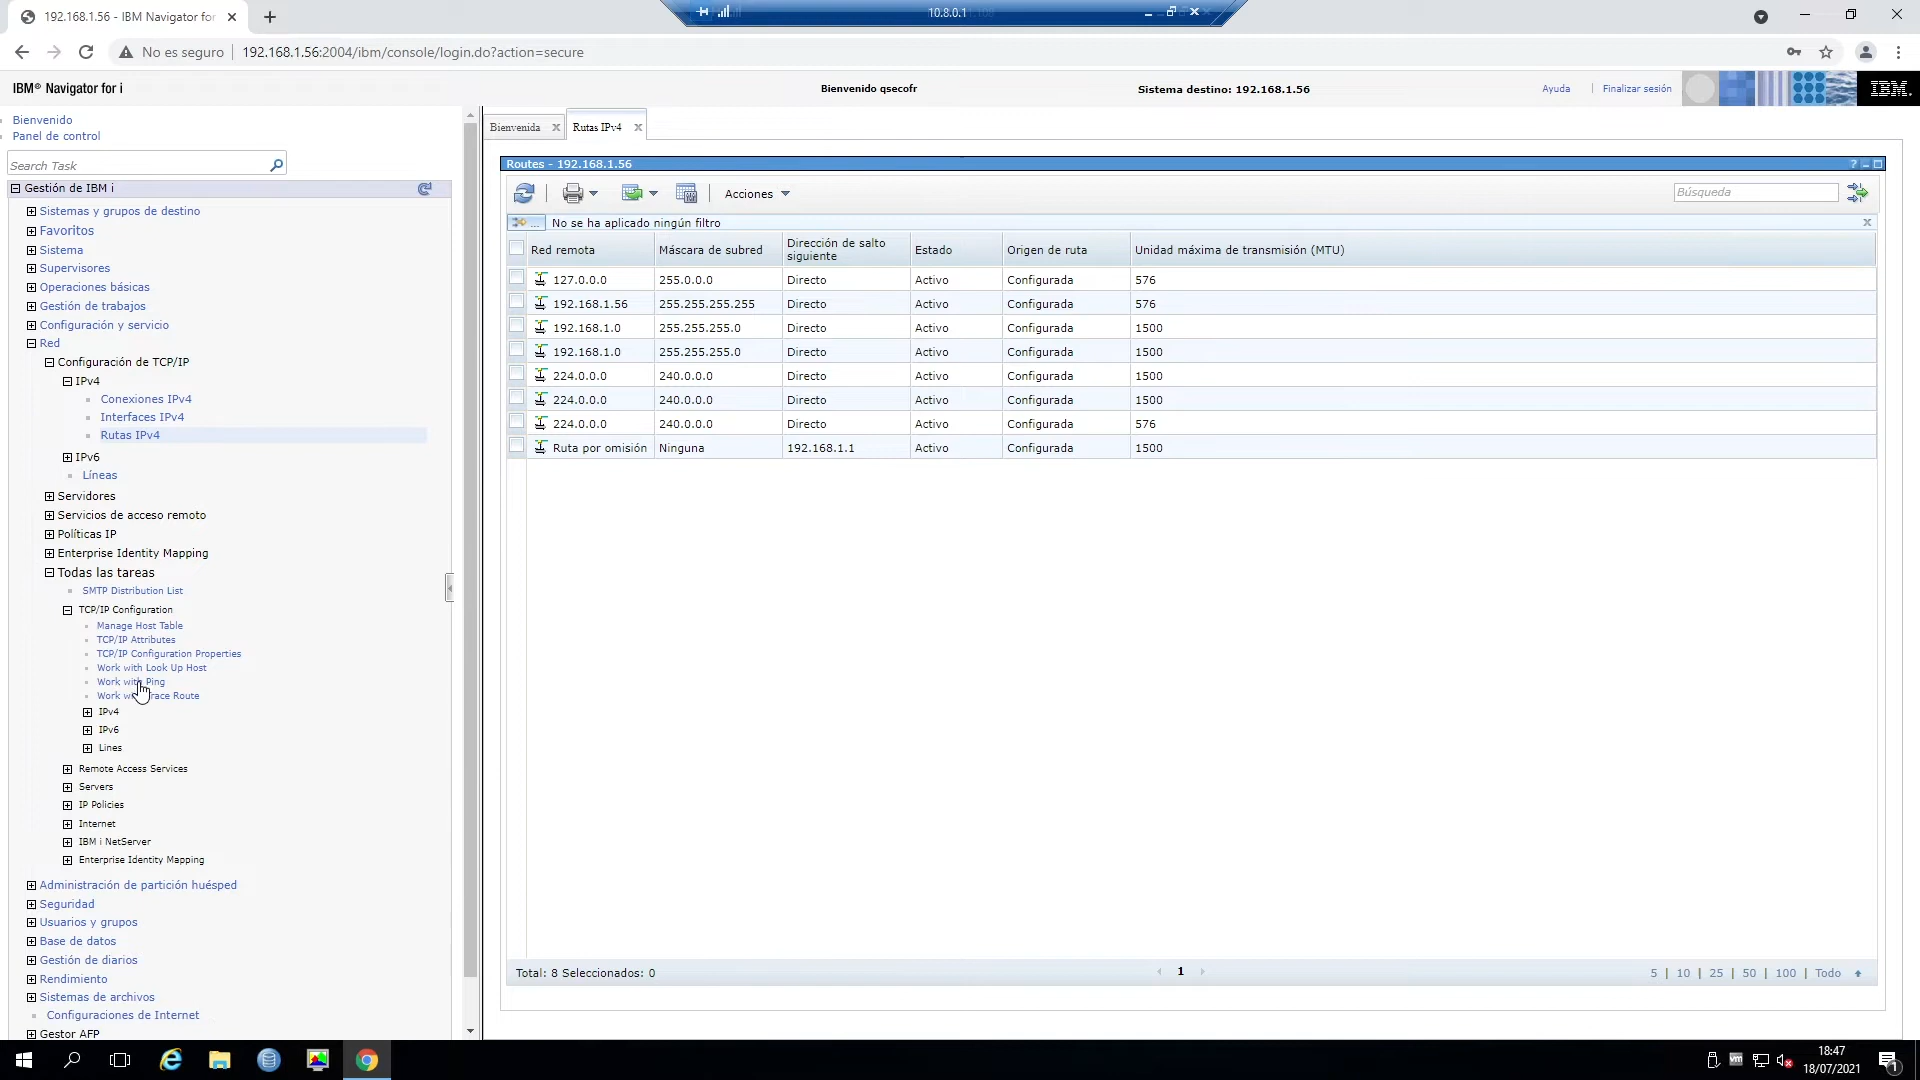 192.168.1.56 - IBM Navigator for
10.8.0.1
No es seguro
192.168.1.56:2004/ibm/console/login.do?action=secure
IBM® Navigator for i
Bienvenido qsecofr
Sistema destino: 192.168.1.56
Ayuda
Finalizar sesión
IBM.
Bienvenido
Panel de control
Search Task
Gestión de IBM i
Sistemas y grupos de destino
Favoritos
Sistema
Supervisores
Operaciones básicas
Gestión de trabajos
Configuración y servicio
Red
Configuración de TCP/IP
IPv4
Conexiones IPv4
Interfaces IPv4
Rutas IPv4
IPv6
Líneas
Servidores
Servicios de acceso remoto
Políticas IP
Enterprise Identity Mapping
Todas las tareas
SMTP Distribution List
TCP/IP Configuration
Manage Host Table
TCP/IP Attributes
TCP/IP Configuration Properties
Work with Look Up Host
Work with Ping
Work with Trace Route
IPv4
IPv6
Lines
Remote Access Services
Servers
IP Policies
Internet
IBM i NetServer
Enterprise Identity Mapping
Administración de partición huésped
Seguridad
Usuarios y grupos
Base de datos
Gestión de diarios
Rendimiento
Sistemas de archivos
Configuraciones de Internet
Gestor AFP
Bienvenida
Rutas IPv4
Routes - 192.168.1.56
Acciones
Búsqueda
... No se ha aplicado ningún filtro
Red remota Máscara de subred Dirección de salto siguiente Estado Origen de ruta Unidad máxima de transmisión (MTU)
127.0.0.0 255.0.0.0 Directo Activo Configurada 576
192.168.1.56 255.255.255.255 Directo Activo Configurada 576
192.168.1.0 255.255.255.0 Directo Activo Configurada 1500
192.168.1.0 255.255.255.0 Directo Activo Configurada 1500
224.0.0.0 240.0.0.0 Directo Activo Configurada 1500
224.0.0.0 240.0.0.0 Directo Activo Configurada 1500
224.0.0.0 240.0.0.0 Directo Activo Configurada 576
Ruta por omisión Ninguna 192.168.1.1 Activo Configurada 1500
Total: 8 Seleccionados: 0
1
5 | 10 | 25 | 50 | 100 | Todo
18:47
18/07/2021
1